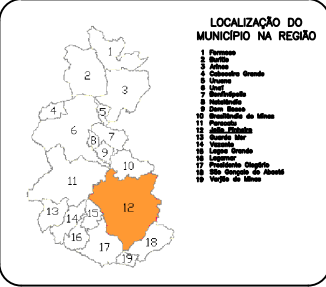 LOCALIZAÇÃO DO
MUNICÍPIO NA REGIÃO
1 Formoso
2 Buritis
3 Arinos
4 Cabeceira Grande
5 Uruana
6 Unaí
7 Bonfinópolis
8 Natalândia
9 Dom Bosco
10 Brasilândia de Minas
11 Paracatu
12 João Pinheiro
13 Guarda Mor
14 Vazante
15 Lagoa Grande
16 Lagamar
17 Presidente Olegário
18 São Gonçalo do Abaeté
19 Varjão de Minas
1
2
3
4
5
6
7
8
9
10
11
12
13
14
15
16
17
18
19